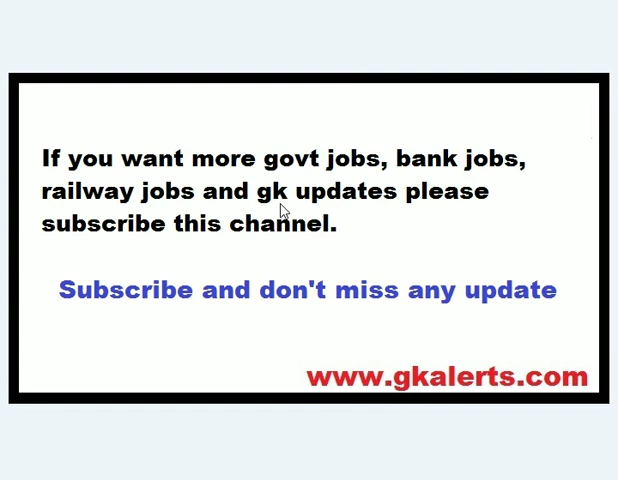 If you want more govt jobs, bank jobs,
railway jobs and gk updates please
subscribe this channel.
Subscribe and don't miss any update
www.gkalerts.com